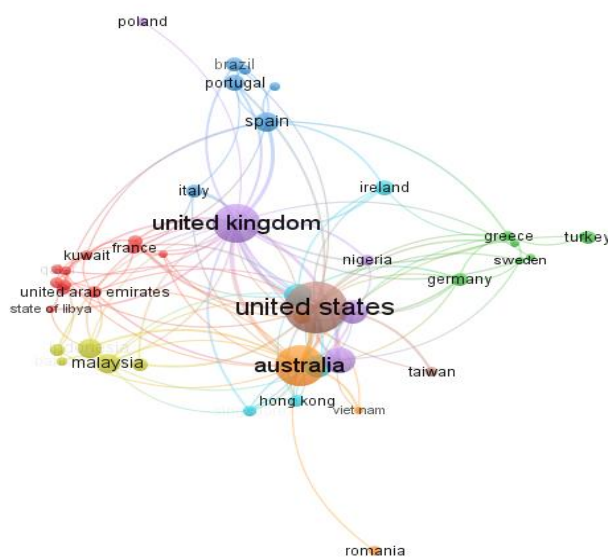 poland
brazil
portugal
spain
italy
ireland
united kingdom
greece
turkey
france
kuwait
nigeria
sweden
germany
united arab emirates
state of libya
united states
indonesia
malaysia
australia
taiwan
hong kong
viet nam
romania